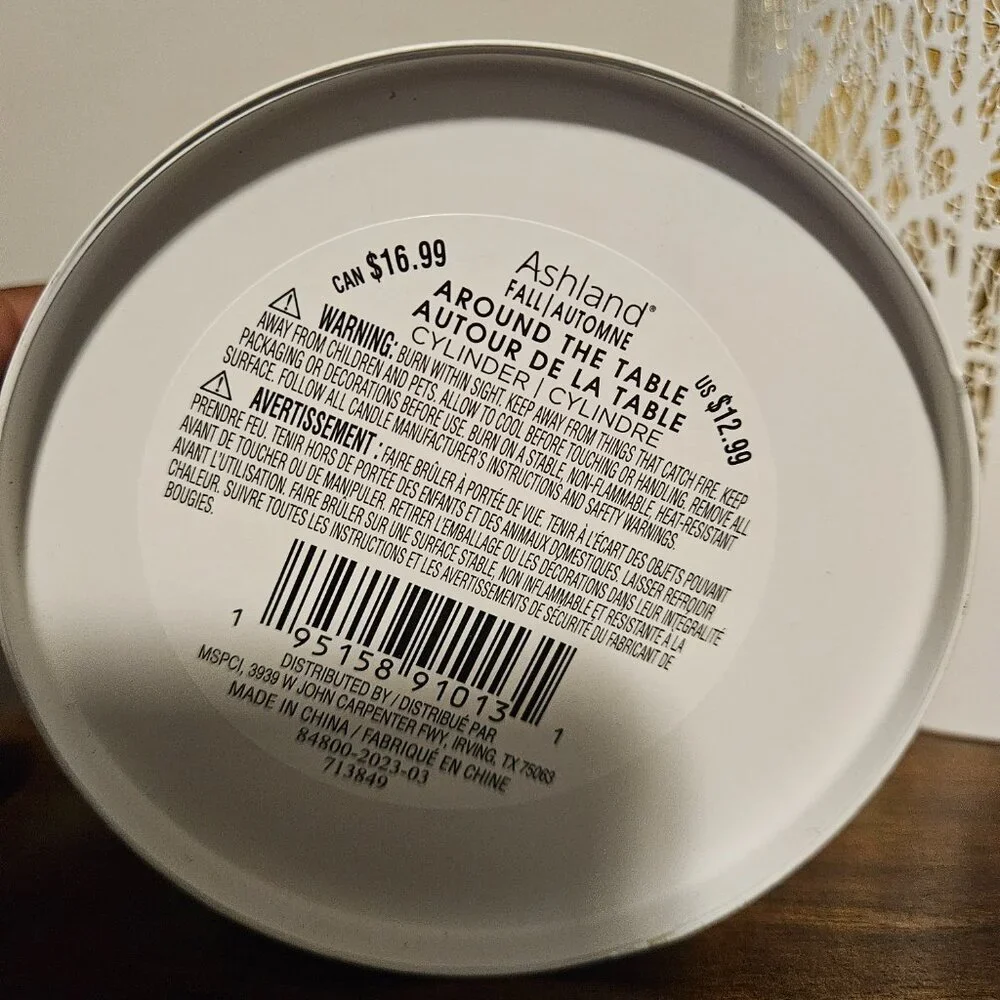 CAN $16.99
Ashland®
FALL|AUTOMNE
AROUND THE TABLE
AUTOUR DE LA TABLE
CYLINDER | CYLINDRE
US $12.99
WARNING: BURN WITHIN SIGHT. KEEP AWAY FROM THINGS THAT CATCH FIRE. KEEP
AWAY FROM CHILDREN AND PETS. ALLOW TO COOL BEFORE TOUCHING OR HANDLING. REMOVE ALL
PACKAGING OR DECORATIONS BEFORE USE. BURN ON A STABLE, NON-FLAMMABLE, HEAT-RESISTANT
SURFACE. FOLLOW ALL CANDLE MANUFACTURER'S INSTRUCTIONS AND SAFETY WARNINGS.
AVERTISSEMENT : FAIRE BRÛLER À PORTÉE DE VUE. TENIR À L'ÉCART DES OBJETS POUVANT
PRENDRE FEU. TENIR HORS DE PORTÉE DES ENFANTS ET DES ANIMAUX DOMESTIQUES. LAISSER REFROIDIR
AVANT DE TOUCHER OU DE MANIPULER. RETIRER L'EMBALLAGE OU LES DÉCORATIONS DANS LEUR INTÉGRALITÉ
AVANT L'UTILISATION. FAIRE BRÛLER SUR UNE SURFACE STABLE, NON INFLAMMABLE ET RESISTANTE À LA
CHALEUR. SUIVRE TOUTES LES INSTRUCTIONS ET LES AVERTISSEMENTS DE SÉCURITÉ DU FABRICANT DE
BOUGIES.
1 95158 91013 1
DISTRIBUTED BY / DISTRIBUÉ PAR
MSPCI, 3939 W JOHN CARPENTER FWY, IRVING, TX 75063
MADE IN CHINA / FABRIQUÉ EN CHINE
84800-2023-03
713849